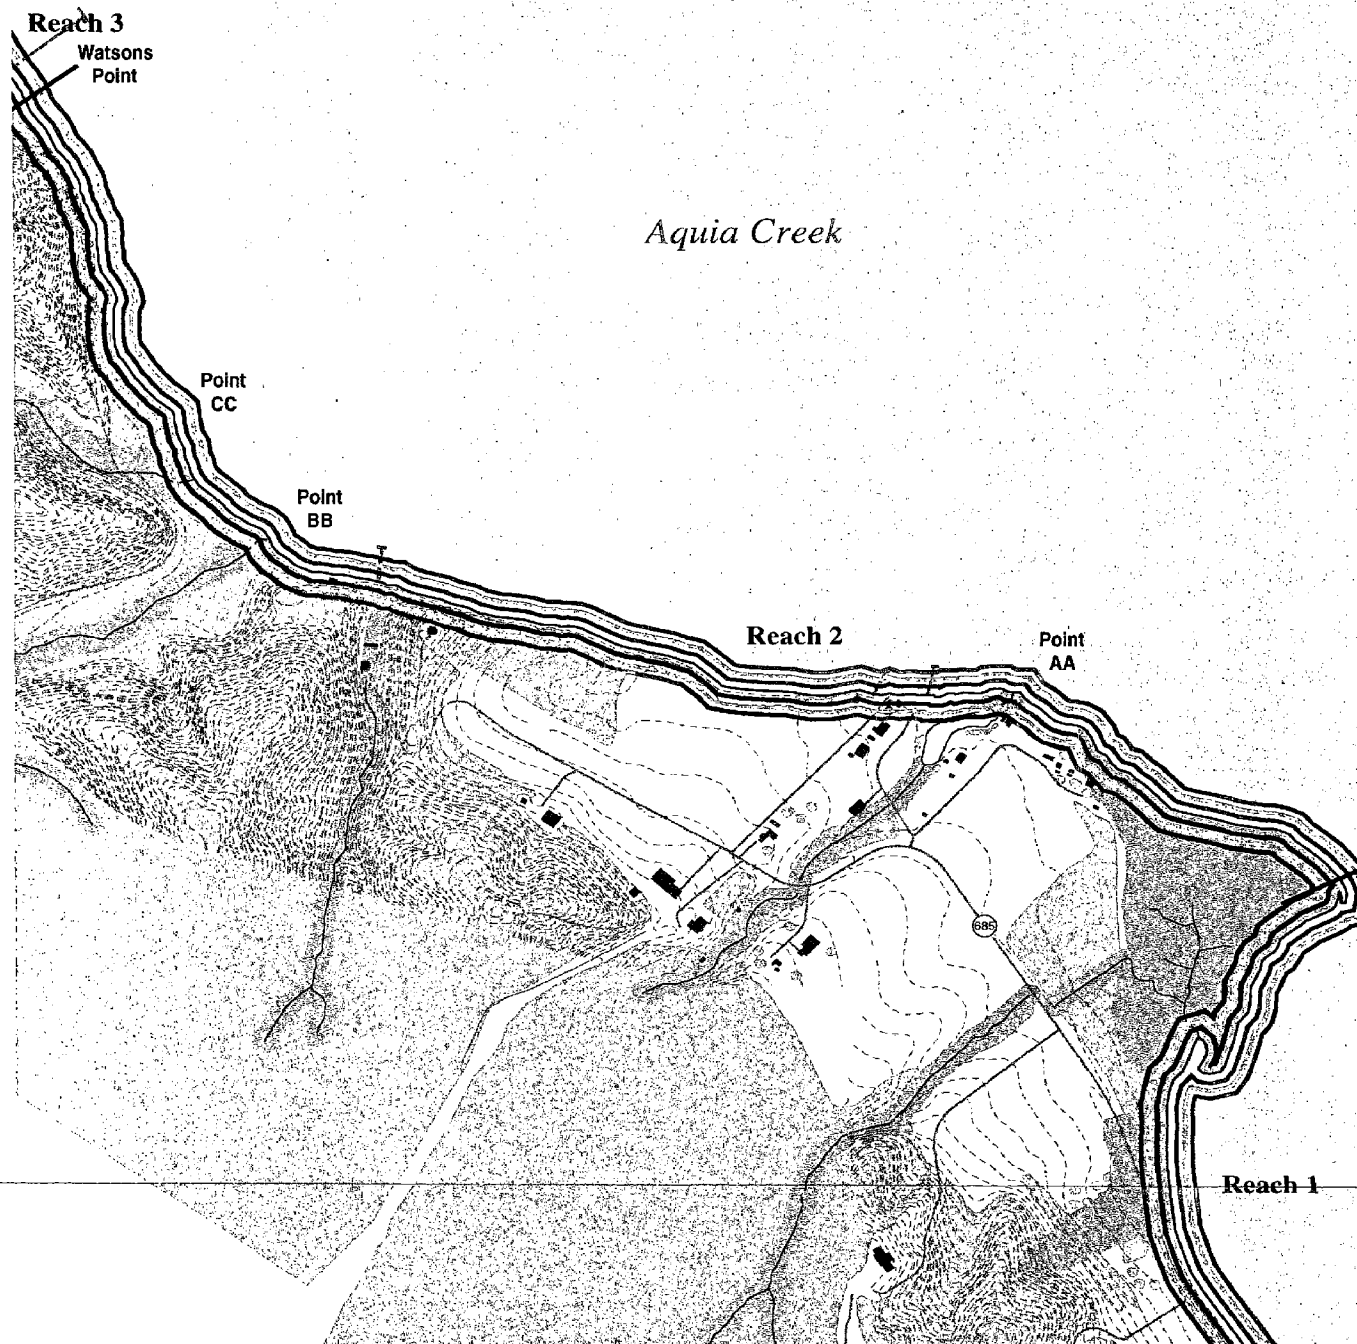 Reach 3
Watsons
Point
Aquia Creek
Point
CC
Point
BB
Reach 2
Point
AA
685
Reach 1